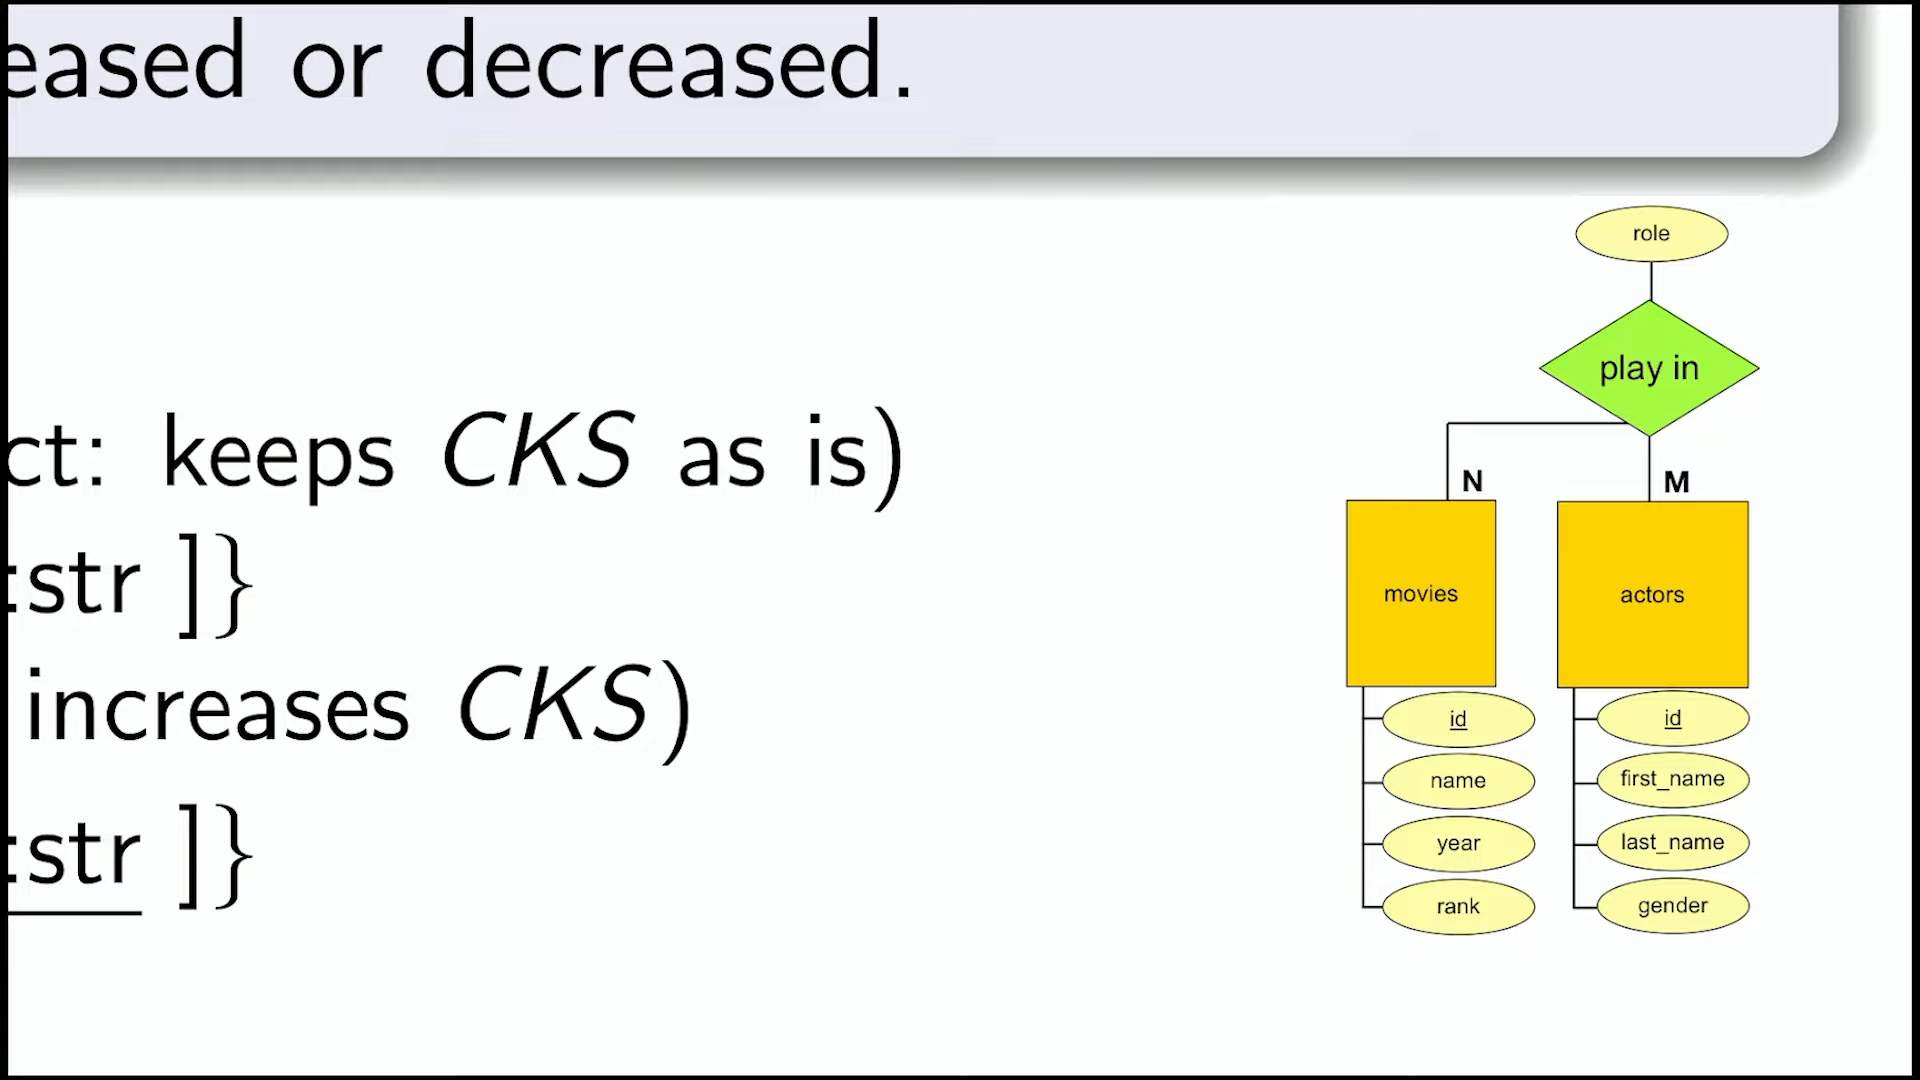 eased or decreased.
ct: keeps CKS as is)
:str ]}
increases CKS)
:str ]}
role
play in
N
M
movies
actors
id
name
year
rank
id
first_name
last_name
gender